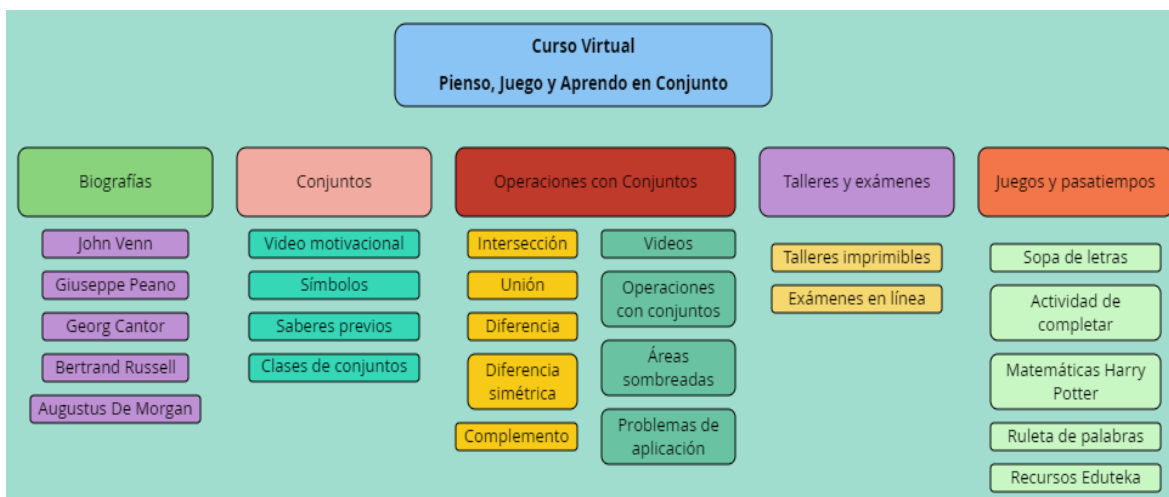 Curso Virtual
Pienso, Juego y Aprendo en Conjunto
Biografías
John Venn
Giuseppe Peano
Georg Cantor
Bertrand Russell
Augustus De Morgan
Conjuntos
Video motivacional
Símbolos
Saberes previos
Clases de conjuntos
Operaciones con Conjuntos
Intersección
Unión
Diferencia
Diferencia
simétrica
Complemento
Videos
Operaciones
con conjuntos
Áreas
sombreadas
Problemas de
aplicación
Talleres y exámenes
Talleres imprimibles
Exámenes en línea
Juegos y pasatiempos
Sopa de letras
Actividad de
completar
Matemáticas Harry
Potter
Ruleta de palabras
Recursos Eduteka